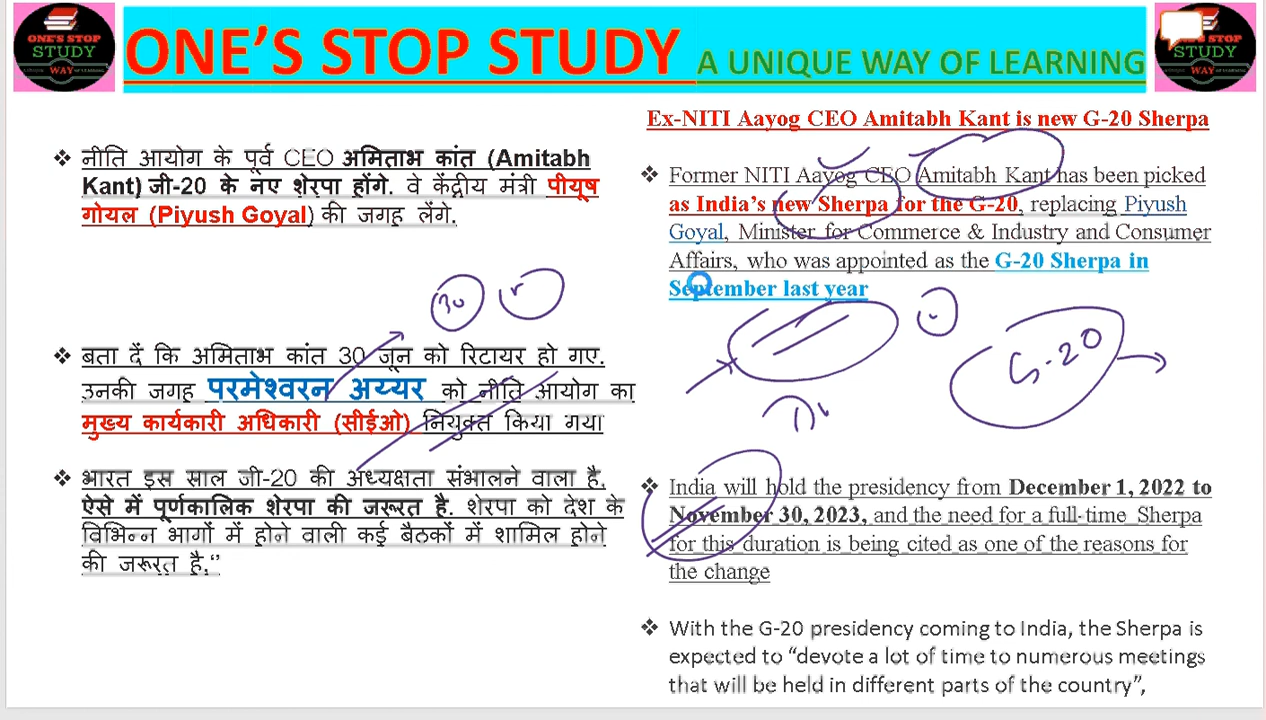 ONE'S STOP STUDY A UNIQUE WAY OF LEARNING
ONE'S STOP
STUDY
WAY OF LEARNING
STUDY
WAY OF LEARNING
❖ नीति आयोग के पूर्व CEO अमिताभ कांत (Amitabh
Kant) जी-20 के नए शेरपा होंगे. वे केंद्रीय मंत्री पीयूष
गोयल (Piyush Goyal) की जगह लेंगे.
30
❖ बता दें कि अमिताभ कांत 30 जून को रिटायर हो गए.
उनकी जगह परमेश्वरन अय्यर को नीति आयोग का
मुख्य कार्यकारी अधिकारी (सीईओ) नियुक्त किया गया
❖ भारत इस साल जी-20 की अध्यक्षता संभालने वाला है,
ऐसे में पूर्णकालिक शेरपा की जरूरत है. शेरपा को देश के
विभिन्न भागों में होने वाली कई बैठकों में शामिल होने
की जरूरत है,‘’
Ex-NITI Aayog CEO Amitabh Kant is new G-20 Sherpa
❖ Former NITI Aayog CEO Amitabh Kant has been picked
as India’s new Sherpa for the G-20, replacing Piyush
Goyal, Minister for Commerce & Industry and Consumer
Affairs, who was appointed as the G-20 Sherpa in
September last year
G-20
❖ India will hold the presidency from December 1, 2022 to
November 30, 2023, and the need for a full-time Sherpa
for this duration is being cited as one of the reasons for
the change
❖ With the G-20 presidency coming to India, the Sherpa is
expected to “devote a lot of time to numerous meetings
that will be held in different parts of the country”,